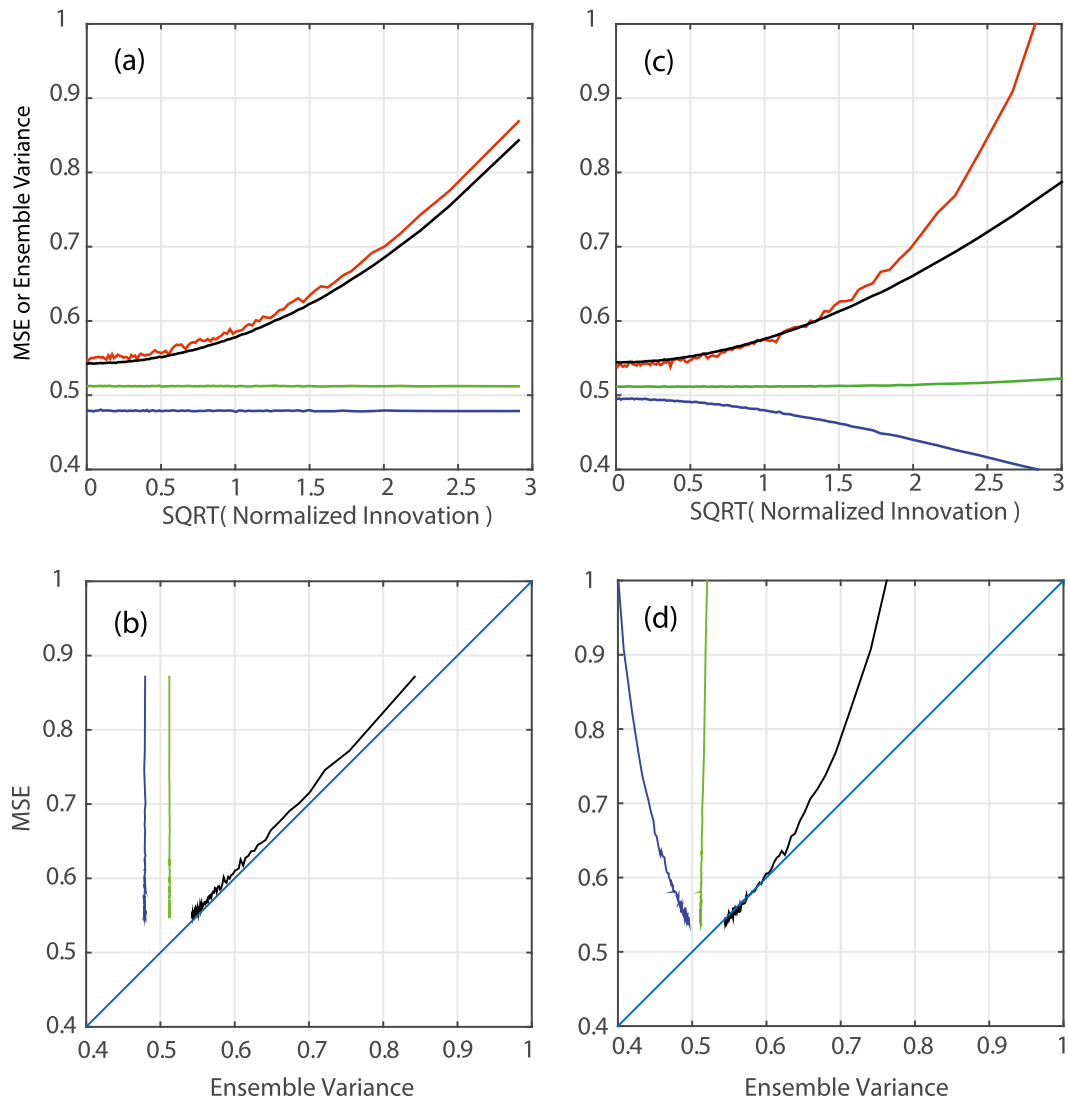 (a)
MSE or Ensemble Variance
1
0.9
0.8
0.7
0.6
0.5
0.4
0 0.5 1 1.5 2 2.5 3
SQRT( Normalized Innovation )
(c)
1
0.9
0.8
0.7
0.6
0.5
0.4
0 0.5 1 1.5 2 2.5 3
SQRT( Normalized Innovation )
(b)
MSE
1
0.9
0.8
0.7
0.6
0.5
0.4
0.4 0.5 0.6 0.7 0.8 0.9 1
Ensemble Variance
(d)
1
0.9
0.8
0.7
0.6
0.5
0.4
0.4 0.5 0.6 0.7 0.8 0.9 1
Ensemble Variance